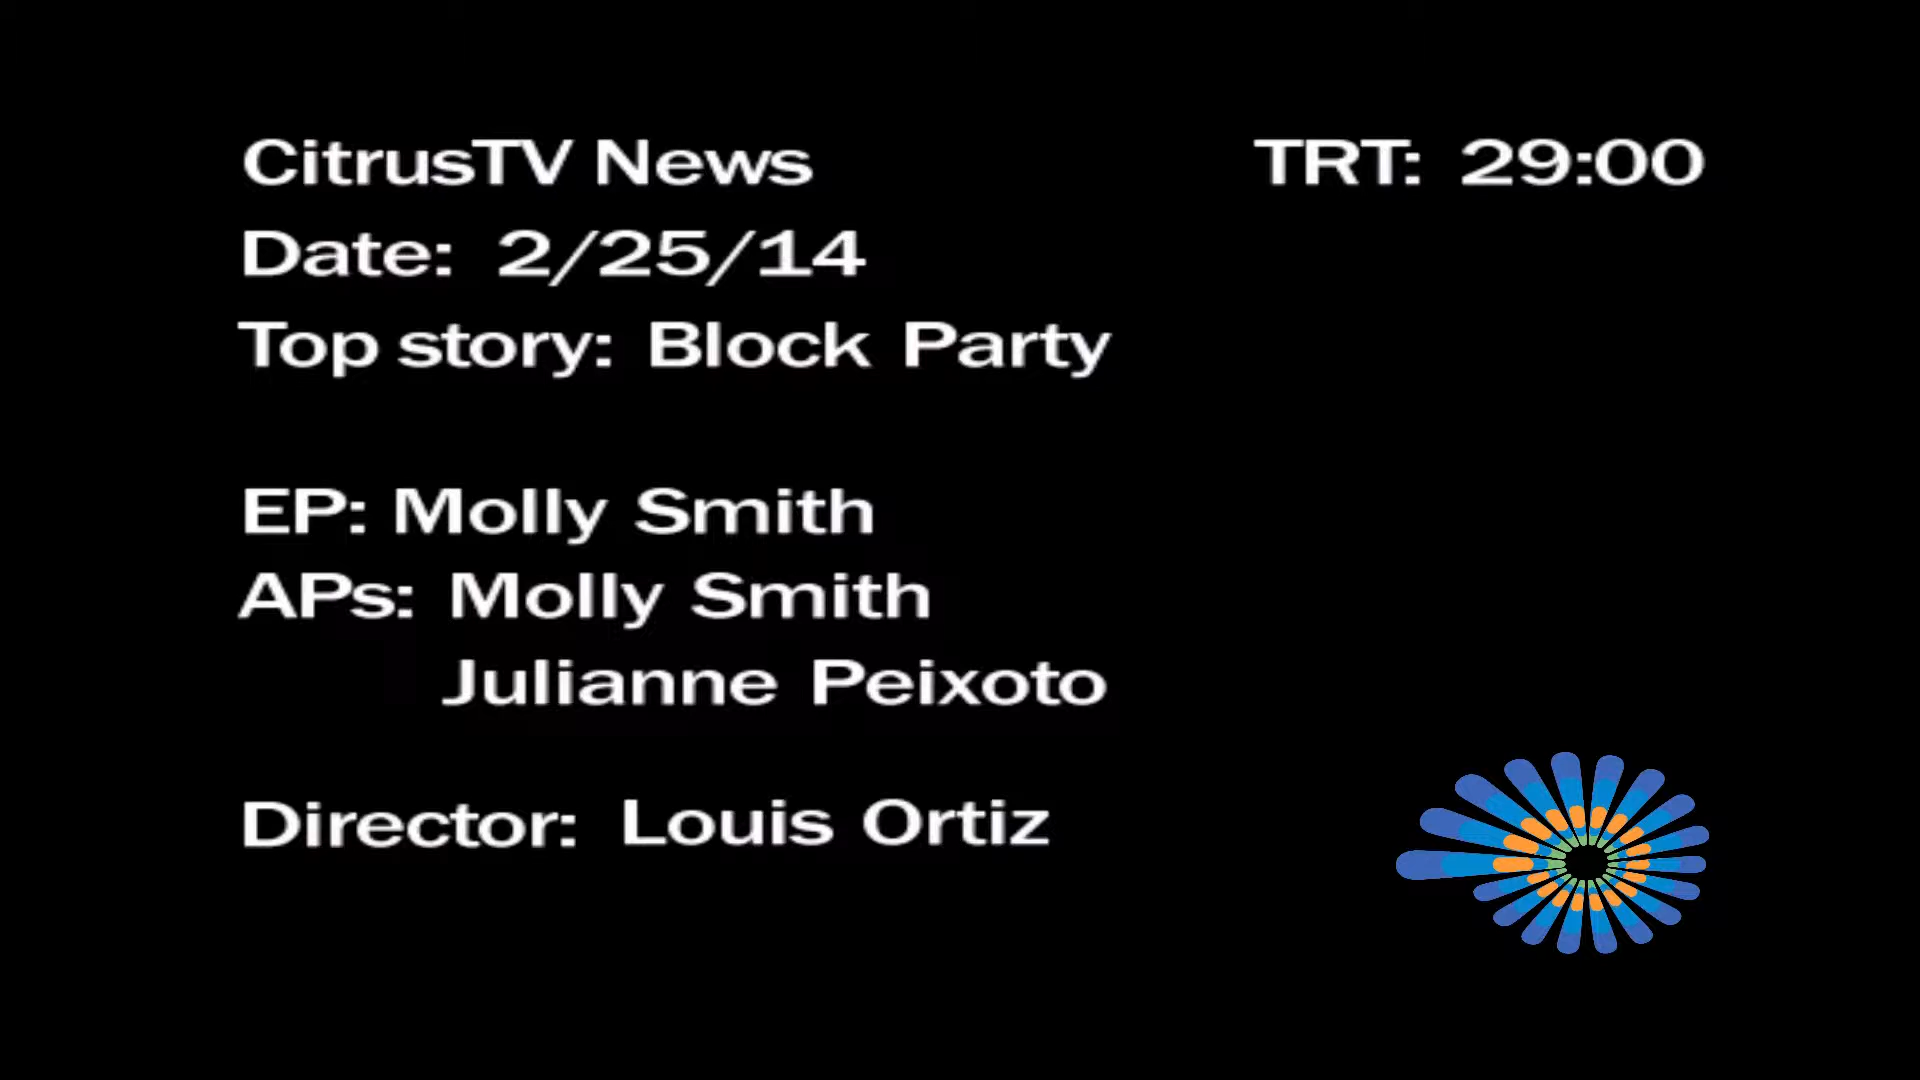 CitrusTV News TRT: 29:00
Date: 2/25/14
Top story: Block Party
EP: Molly Smith
APs: Molly Smith
Julianne Peixoto
Director: Louis Ortiz